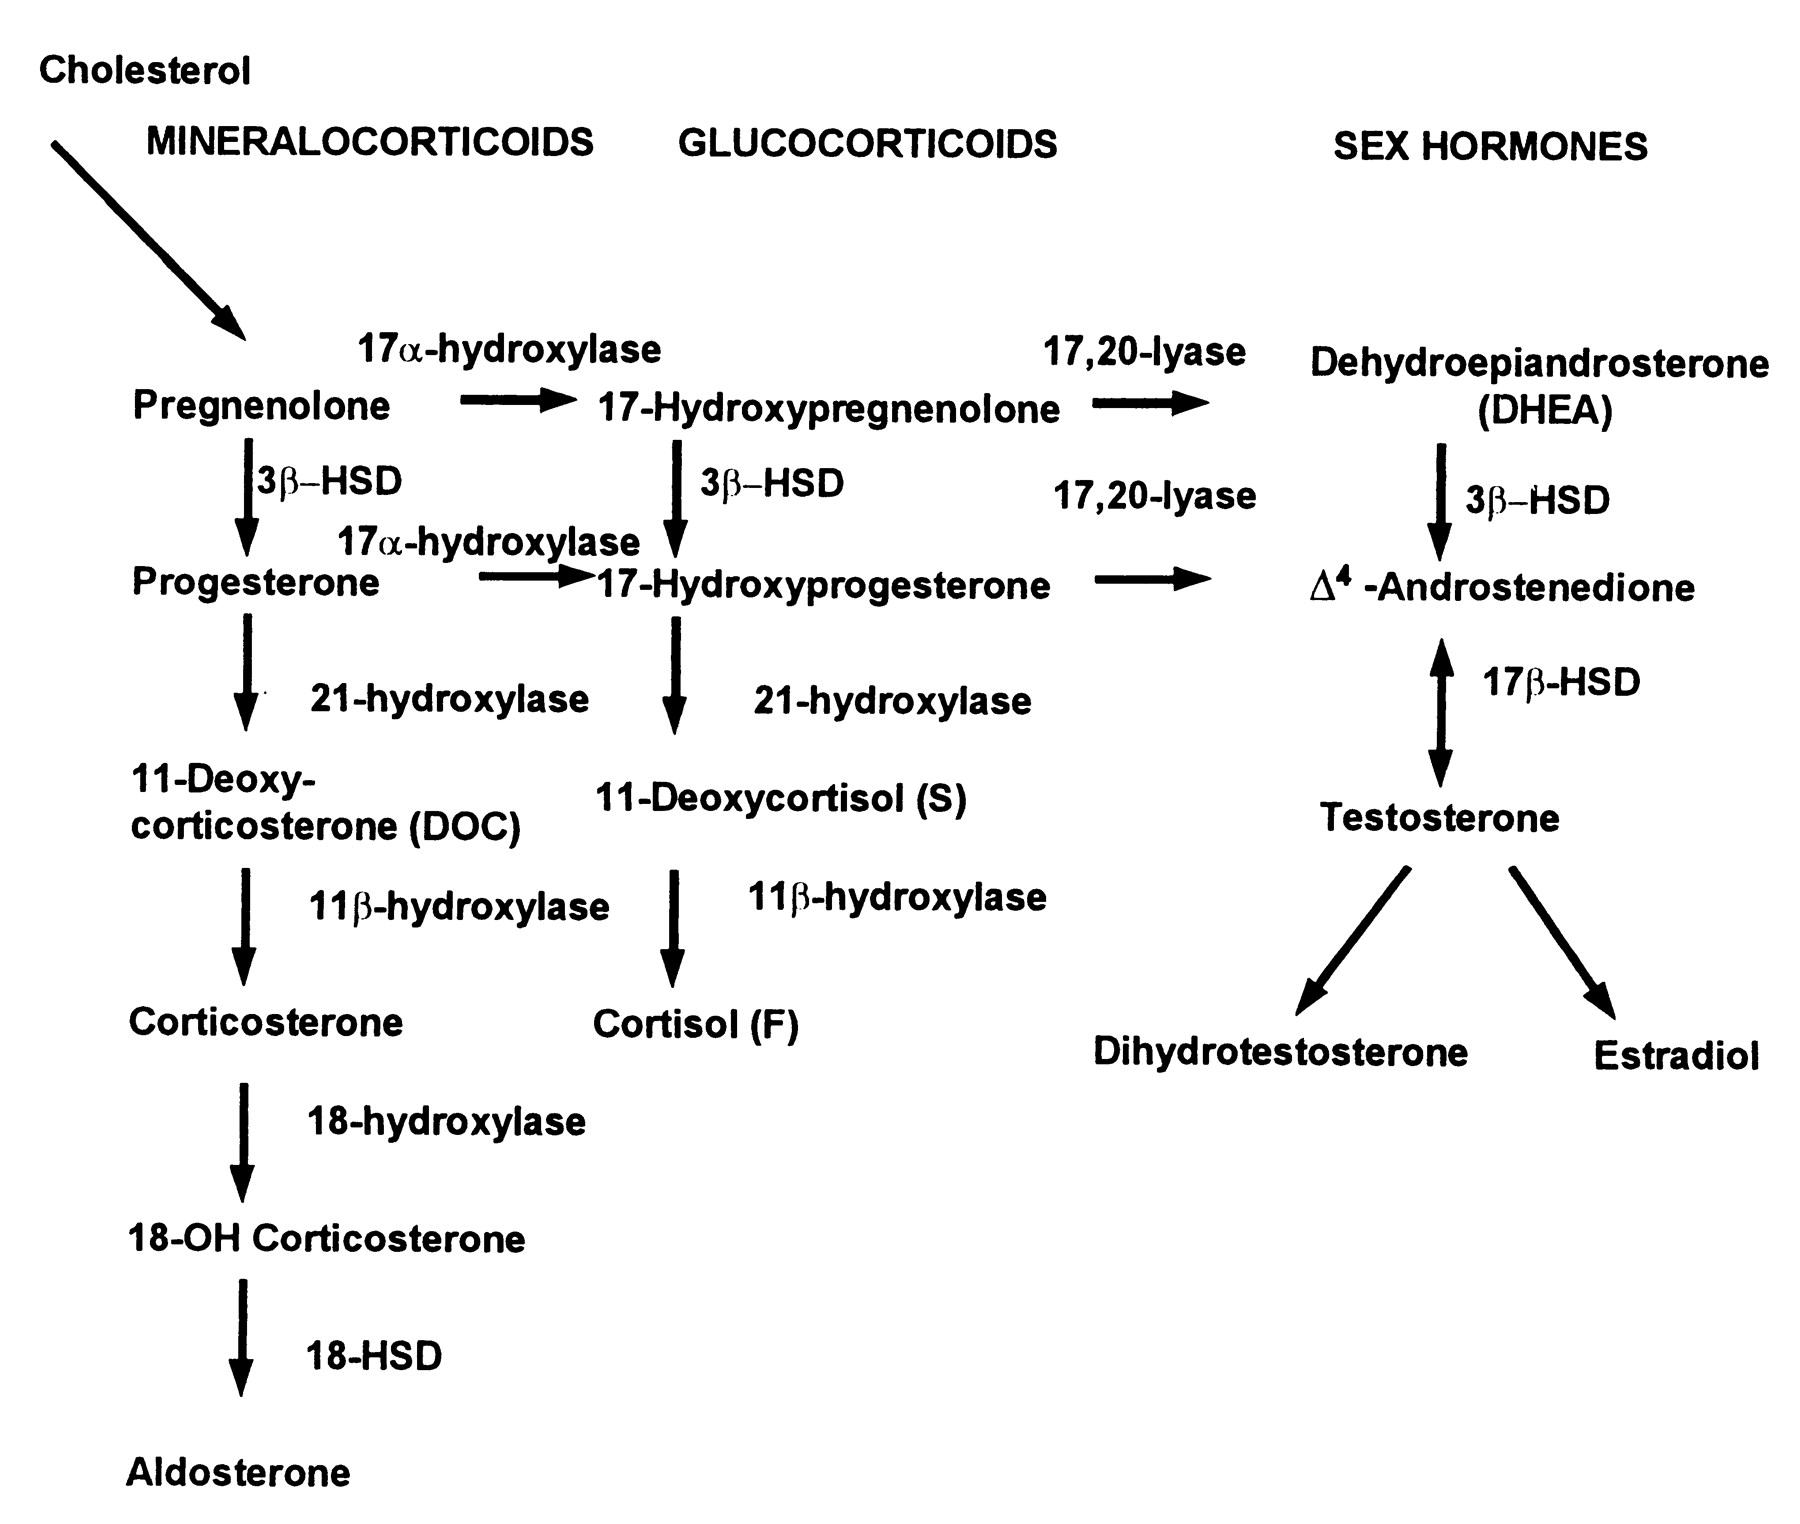 Cholesterol
MINERALOCORTICOIDS
GLUCOCORTICOIDS
SEX HORMONES
17α-hydroxylase
17,20-lyase
Dehydroepiandrosterone
(DHEA)
Pregnenolone
17-Hydroxypregnenolone
3β–HSD
3β–HSD
17,20-lyase
3β–HSD
17α-hydroxylase
Progesterone
17-Hydroxyprogesterone
Δ⁴ -Androstenedione
21-hydroxylase
21-hydroxylase
17β-HSD
11-Deoxy-
corticosterone (DOC)
11-Deoxycortisol (S)
Testosterone
11β-hydroxylase
11β-hydroxylase
Corticosterone
Cortisol (F)
Dihydrotestosterone
Estradiol
18-hydroxylase
18-OH Corticosterone
18-HSD
Aldosterone